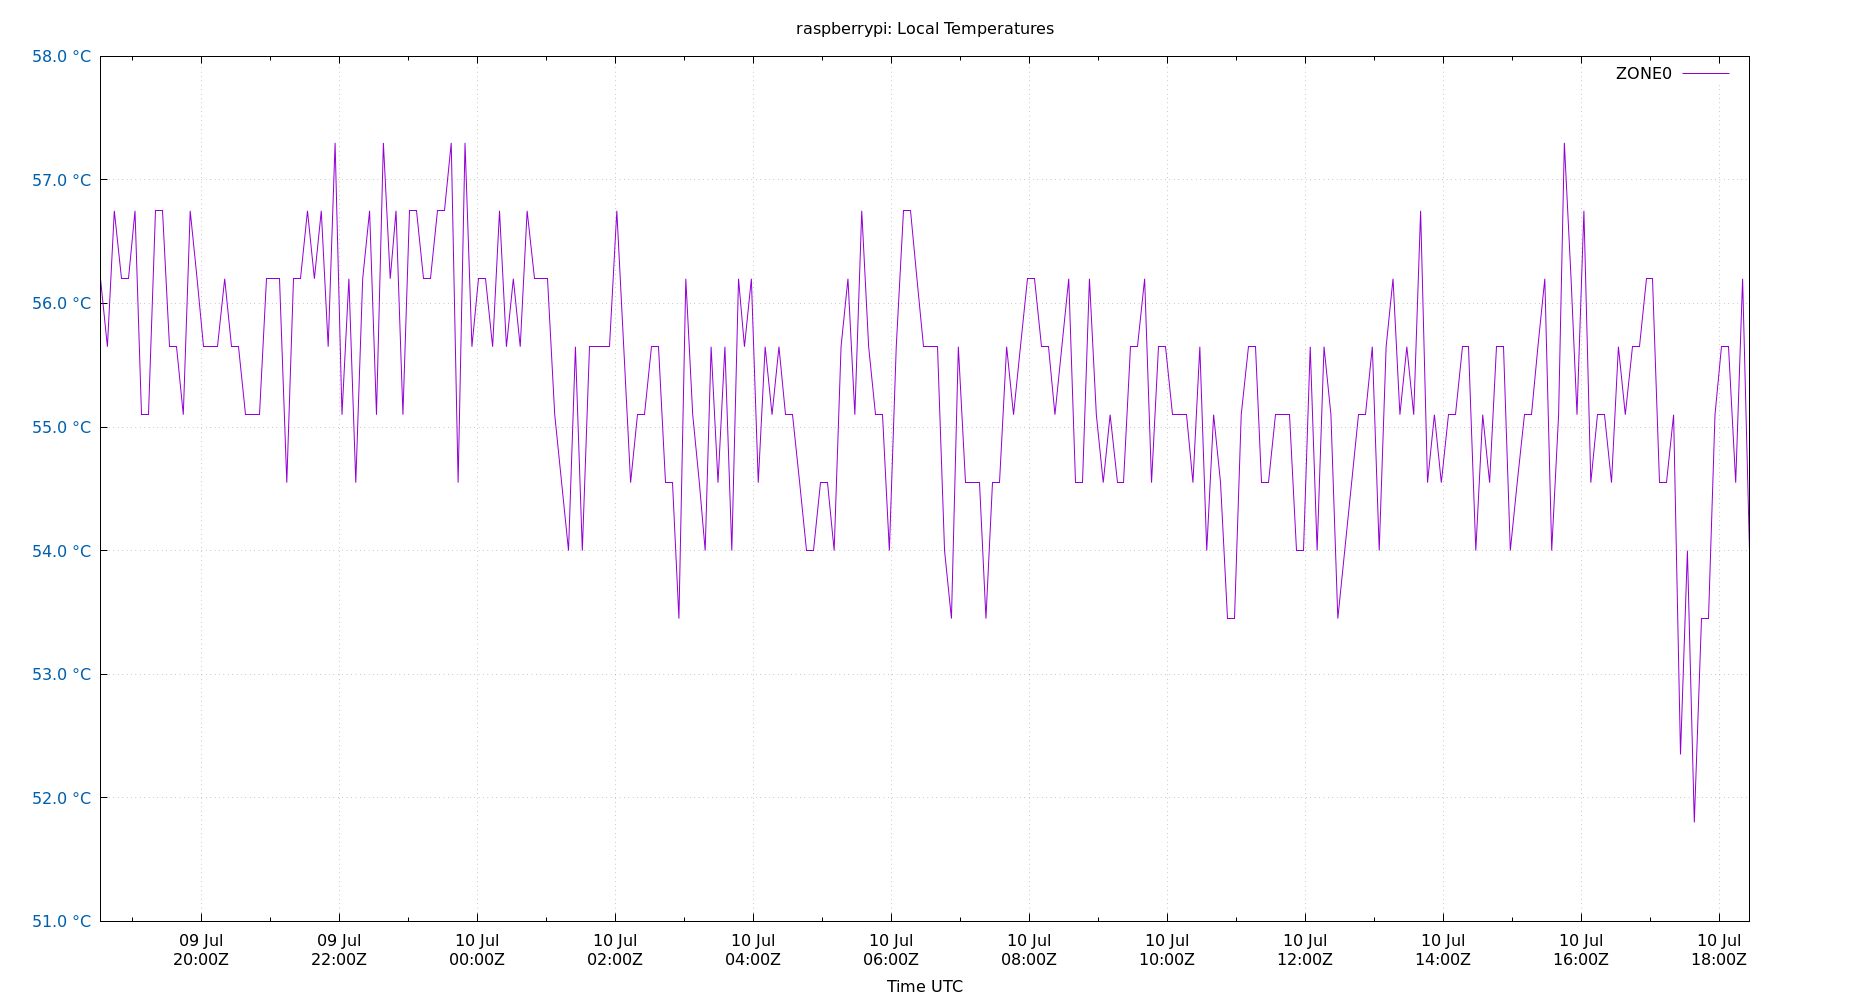 raspberrypi: Local Temperatures
58.0 °C
ZONE0
57.0 °C
56.0 °C
55.0 °C
54.0 °C
53.0 °C
52.0 °C
51.0 °C
09 Jul 09 Jul 10 Jul 10 Jul 10 Jul 10 Jul 10 Jul 10 Jul 10 Jul 10 Jul 10 Jul 10 Jul
20:00Z 22:00Z 00:00Z 02:00Z 04:00Z 06:00Z 08:00Z 10:00Z 12:00Z 14:00Z 16:00Z 18:00Z
Time UTC